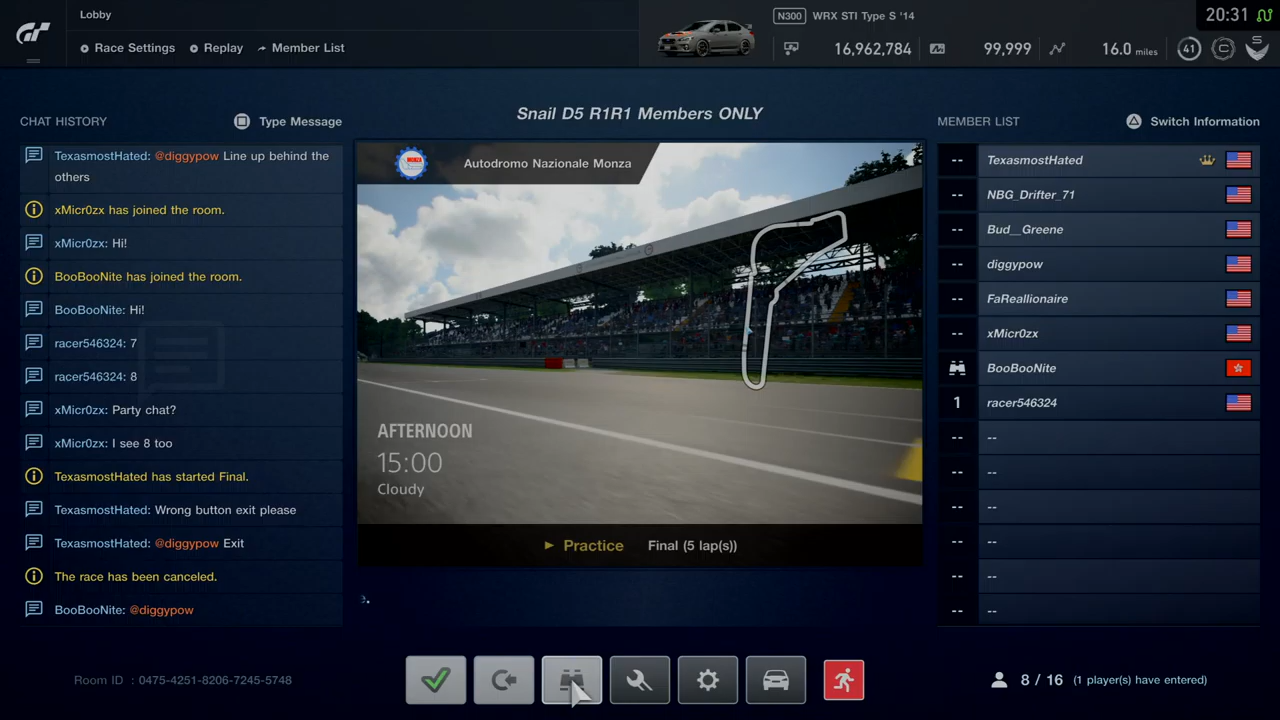 Lobby
Race Settings Replay Member List
N300 WRX STI Type S '14
16,962,784 99,999 16.0 miles 41 C S
20:31
Snail D5 R1R1 Members ONLY
CHAT HISTORY Type Message
TexasmostHated: @diggypow Line up behind the
others
xMicr0zx has joined the room.
xMicr0zx: Hi!
BooBooNite has joined the room.
BooBooNite: Hi!
racer546324: 7
racer546324: 8
xMicr0zx: Party chat?
xMicr0zx: I see 8 too
TexasmostHated has started Final.
TexasmostHated: Wrong button exit please
TexasmostHated: @diggypow Exit
The race has been canceled.
BooBooNite: @diggypow
Autodromo Nazionale Monza
AFTERNOON
15:00
Cloudy
Practice Final (5 lap(s))
MEMBER LIST Switch Information
-- TexasmostHated
-- NBG_Drifter_71
-- Bud__Greene
-- diggypow
-- FaReallionaire
-- xMicr0zx
BooBooNite
1 racer546324
-- --
-- --
-- --
-- --
-- --
-- --
Room ID : 0475-4251-8206-7245-5748
8 / 16 (1 player(s) have entered)